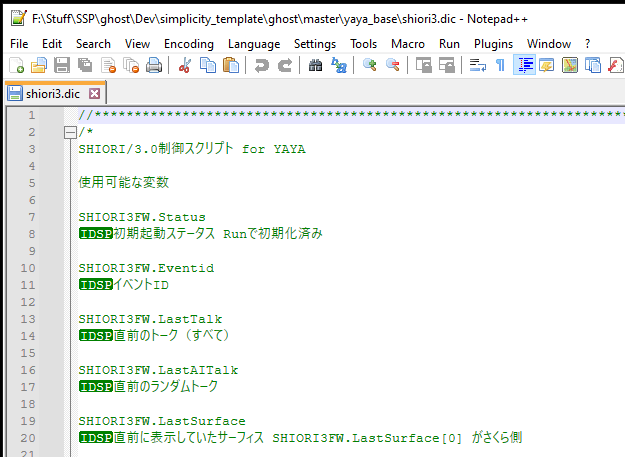 F:\Stuff\SSP\ghost\Dev\simplicity_template\ghost\master\yaya_base\shiori3.dic - Notepad++
File Edit Search View Encoding Language Settings Tools Macro Run Plugins Window ?
shiori3.dic
1 //**********************************************************************
2 /*
3 SHIORI/3.0制御スクリプト for YAYA
4
5 使用可能な変数
6
7 SHIORI3FW.Status
8 IDSP初期起動ステータス Runで初期化済み
9
10 SHIORI3FW.Eventid
11 IDSPイベントID
12
13 SHIORI3FW.LastTalk
14 IDSP直前のトーク（すべて）
15
16 SHIORI3FW.LastAITalk
17 IDSP直前のランダムトーク
18
19 SHIORI3FW.LastSurface
20 IDSP直前に表示していたサーフィス SHIORI3FW.LastSurface[0] がさくら側
21